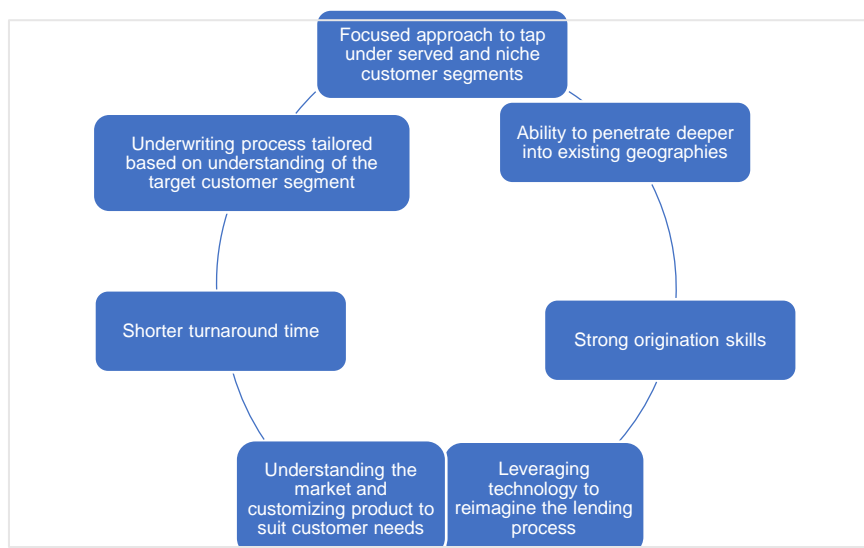 Focused approach to tap
under served and niche
customer segments
Ability to penetrate deeper
into existing geographies
Strong origination skills
Leveraging
technology to
reimagine the lending
process
Understanding the
market and
customizing product to
suit customer needs
Shorter turnaround time
Underwriting process tailored
based on understanding of the
target customer segment